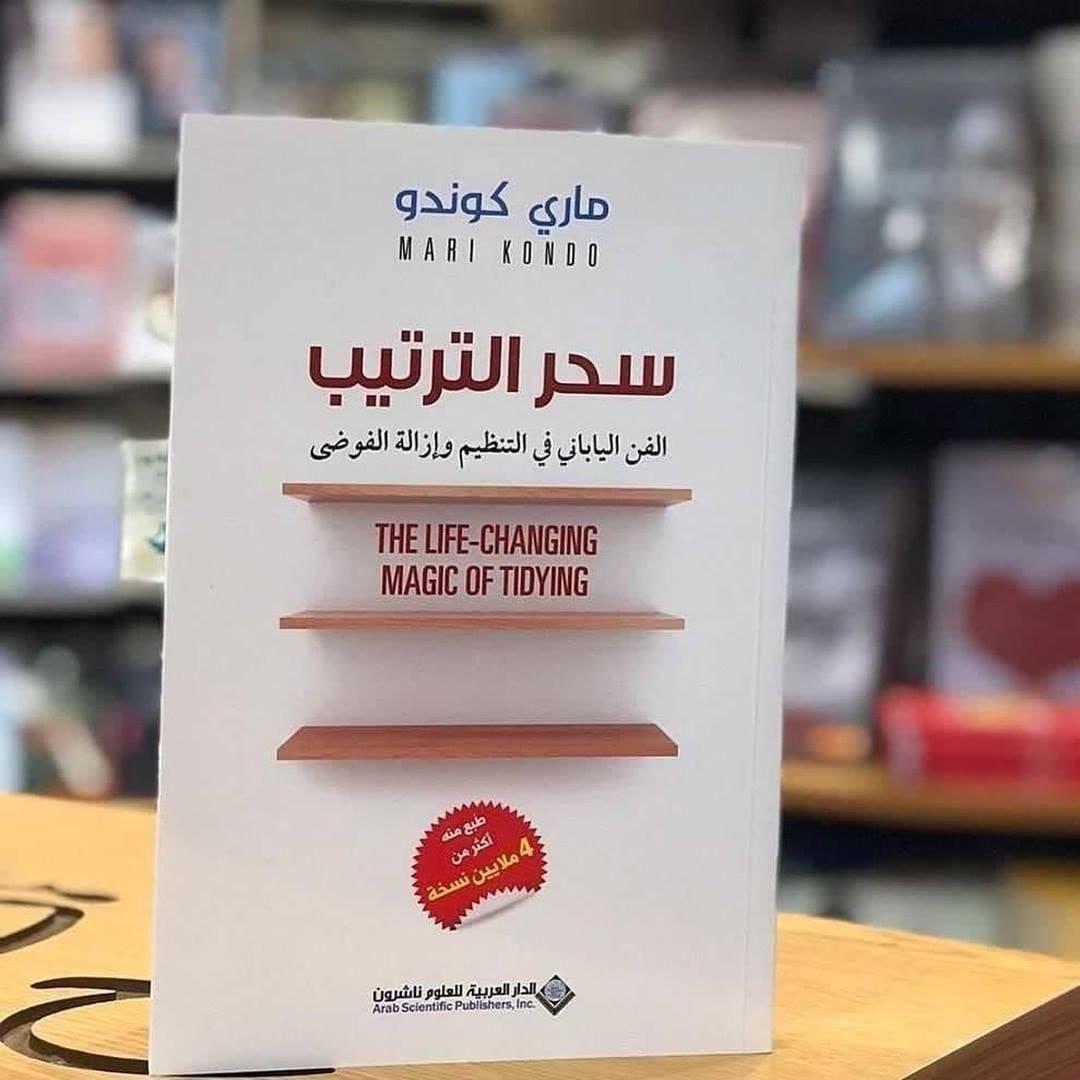 ماري كوندو
MARI KONDO
سحر الترتيب
الفن الياباني في التنظيم وإزالة الفوضى
THE LIFE-CHANGING
MAGIC OF TIDYING
طبع منه
أكثر من
4 ملايين نسخة
الدار العربية للعلوم ناشرون
Arab Scientific Publishers, Inc.